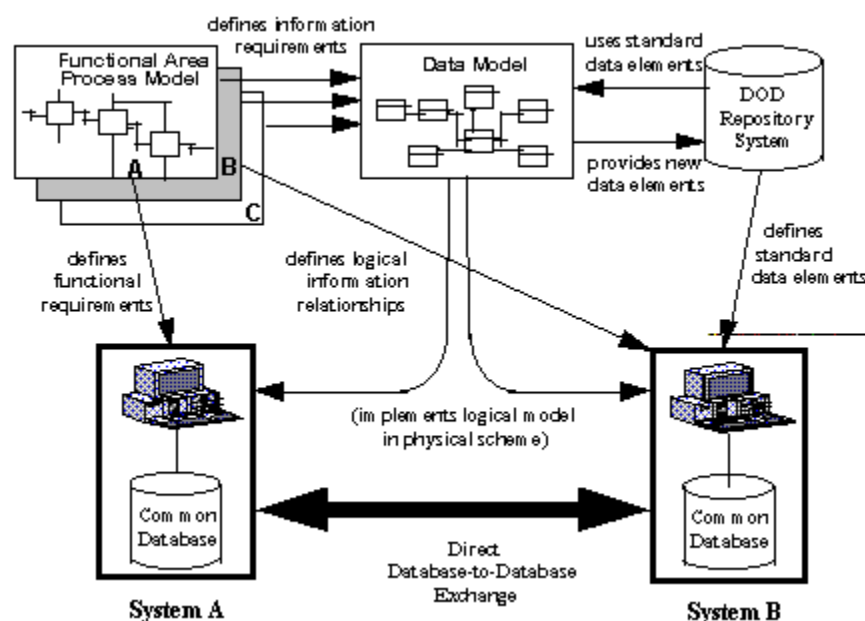 defines information
requirements
Functional Area
Process Model
A
B
C
Data Model
uses standard
data elements
DOD
Repository
System
provides new
data elements
defines
functional
requirements
defines logical
information
relationships
defines
standard
data elements
(implements logical model
in physical scheme)
Common
Database
Common
Database
Direct
Database-to-Database
Exchange
System A
System B